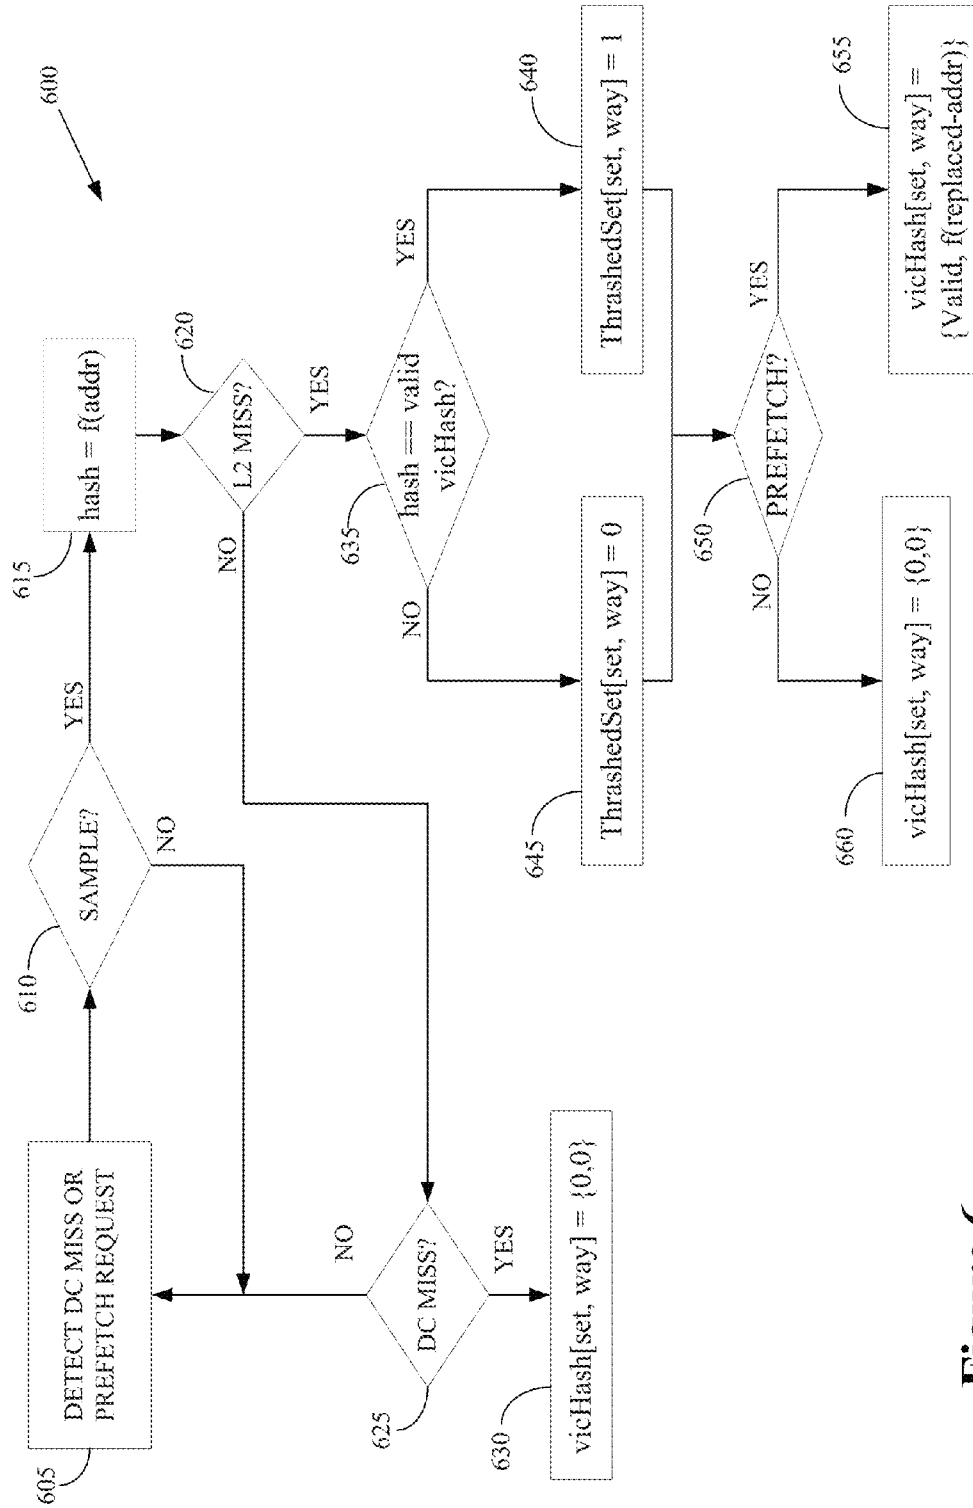 600
605
DETECT DC MISS OR
PREFETCH REQUEST
610
SAMPLE?
YES
NO
615
hash = f(addr)
620
L2 MISS?
NO
YES
625
DC MISS?
NO
YES
630
vicHash[set, way] = {0,0}
635
hash == valid
vicHash?
NO
YES
640
ThrashedSet[set, way] = 1
645
ThrashedSet[set, way] = 0
650
PREFETCH?
NO
YES
655
vicHash[set, way] =
{Valid, f(replaced-addr)}
660
vicHash[set, way] = {0,0}